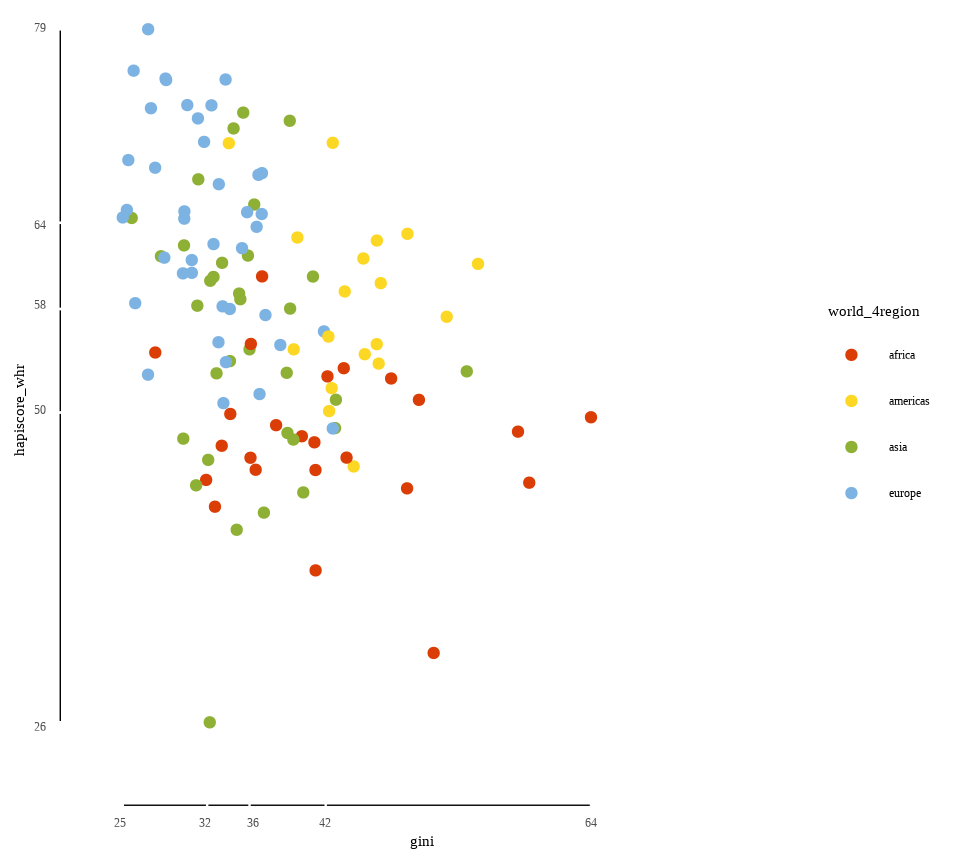 79
64
58
50
26
hapiscore_whr
25 32 36 42 64
gini
world_4region
africa
americas
asia
europe